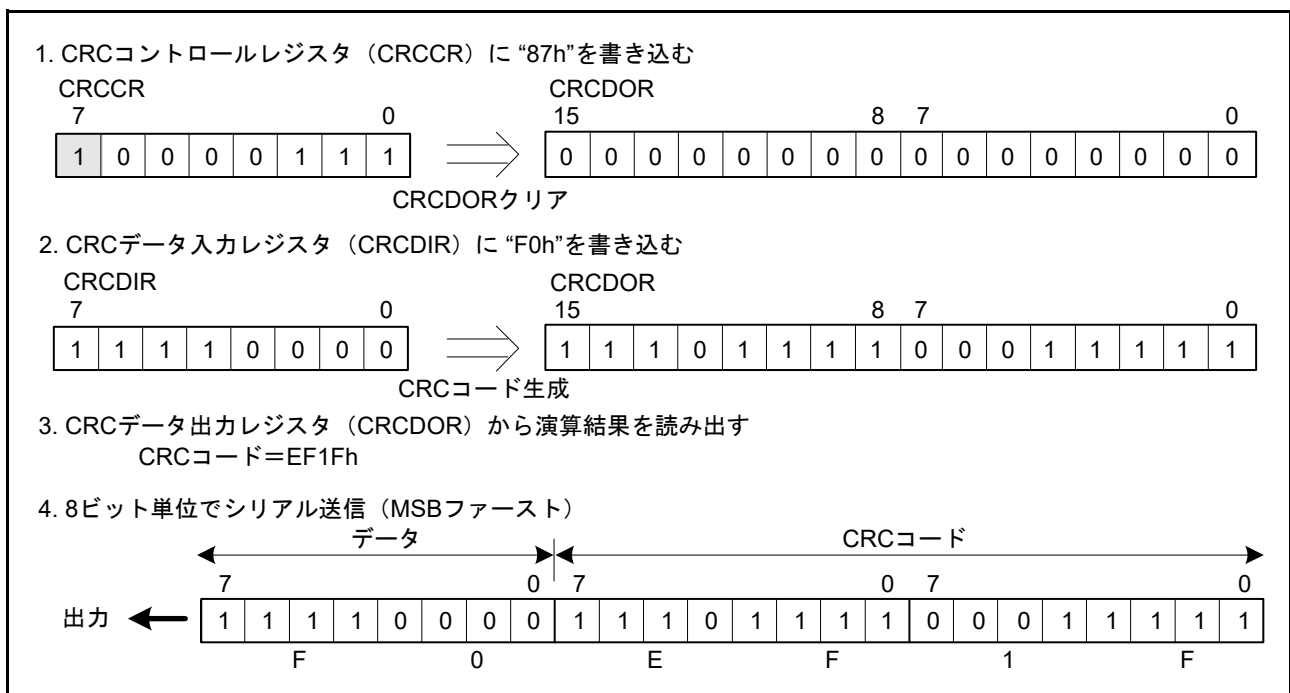 1. CRCコントロールレジスタ（CRCCR）に “87h”を書き込む
CRCCR CRCDOR
7 0 15 8 7 0
1 0 0 0 0 1 1 1 0 0 0 0 0 0 0 0 0 0 0 0 0 0 0 0
CRCDORクリア
2. CRCデータ入力レジスタ（CRCDIR）に “F0h”を書き込む
CRCDIR CRCDOR
7 0 15 8 7 0
1 1 1 1 0 0 0 0 1 1 1 0 1 1 1 1 0 0 0 1 1 1 1 1
CRCコード生成
3. CRCデータ出力レジスタ（CRCDOR）から演算結果を読み出す
CRCコード＝EF1Fh
4. 8ビット単位でシリアル送信（MSBファースト）
データ CRCコード
7 0 7 0 7 0
出力 1 1 1 1 0 0 0 0 1 1 1 0 1 1 1 1 0 0 0 1 1 1 1 1
F 0 E F 1 F